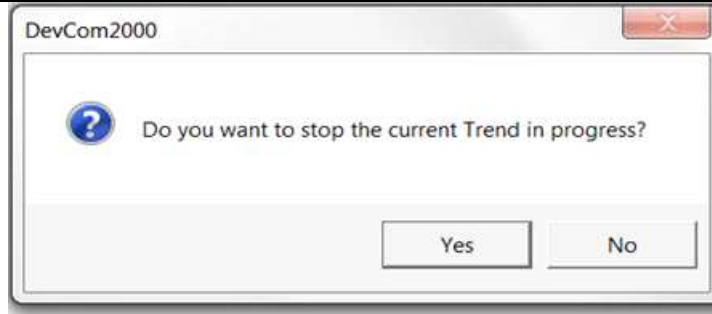 DevCom2000
Do you want to stop the current Trend in progress?
Yes
No